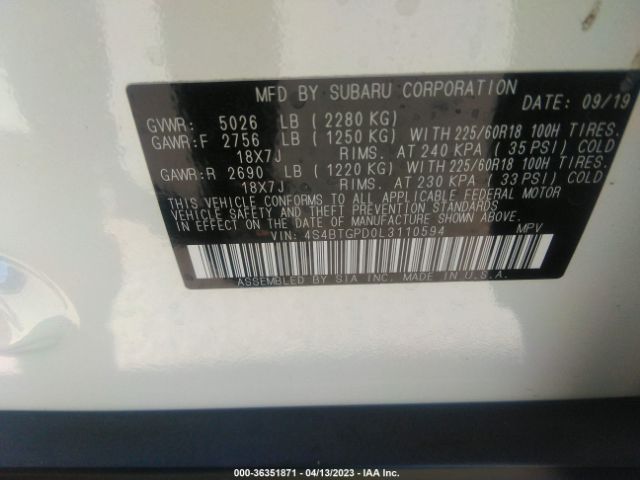 MFD BY SUBARU CORPORATION
DATE: 09/19
GVWR: 5026 LB (2280 KG)
GAWR:F 2756 LB (1250 KG) WITH 225/60R18 100H TIRES.
18X7J RIMS. AT 240 KPA (35 PSI) COLD
GAWR:R 2690 LB (1220 KG) WITH 225/60R18 100H TIRES.
18X7J RIMS. AT 230 KPA (33 PSI) COLD
THIS VEHICLE CONFORMS TO ALL APPLICABLE FEDERAL MOTOR
VEHICLE SAFETY AND THEFT PREVENTION STANDARDS
IN EFFECT ON THE DATE OF MANUFACTURE SHOWN ABOVE.
VIN: 4S4BTGPD0L3110594 MPV
ASSEMBLED BY SIA INC. MADE IN U.S.A.
000-36351871 - 04/13/2023 - IAA Inc.